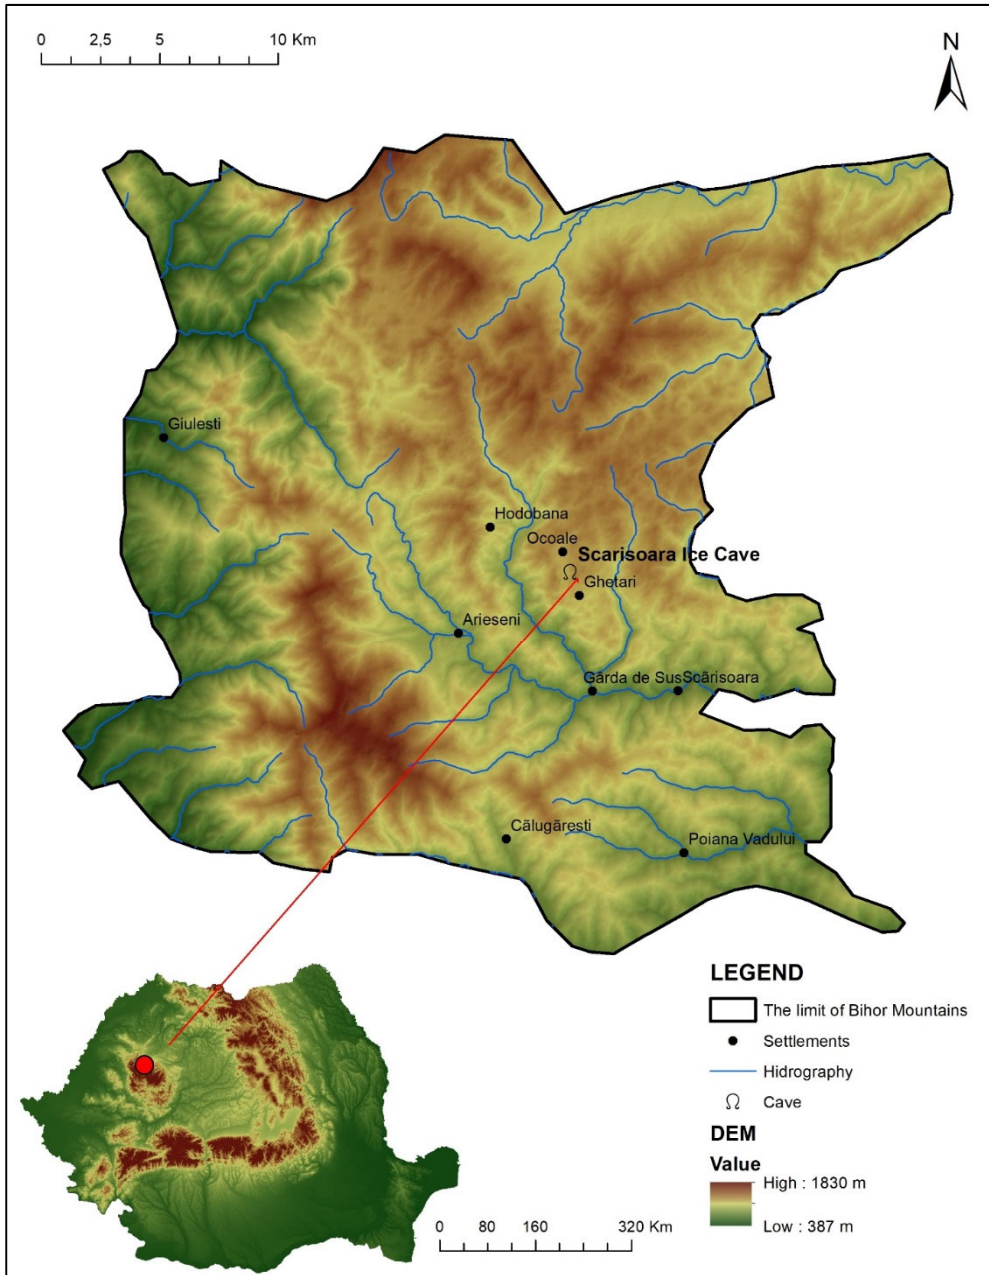 0 2,5 5 10 Km
N
Giulesti
Hodobana
Ocoale
Scarisoara Ice Cave
Ghetari
Arieseni
Gârda de Sus
Scãrisoara
Cãlugãresti
Poiana Vadului
LEGEND
The limit of Bihor Mountains
Settlements
Hidrography
Cave
DEM
Value
High : 1830 m
Low : 387 m
0 80 160 320 Km